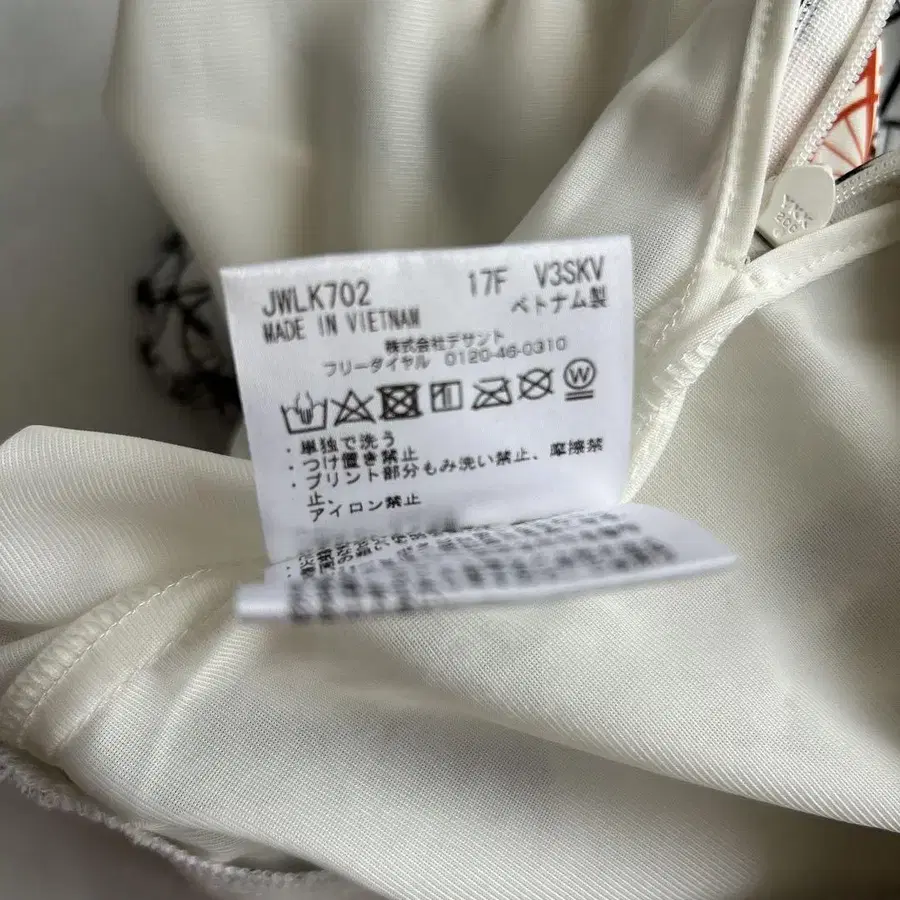 JWLK702 17F V3SKV
MADE IN VIETNAM ベトナム製
株式会社デサント
フリーダイヤル 0120-46-0310
W
・単独で洗う
・つけ置き禁止
・プリント部分もみ洗い禁止、摩擦禁
止、
アイロン禁止
YKK